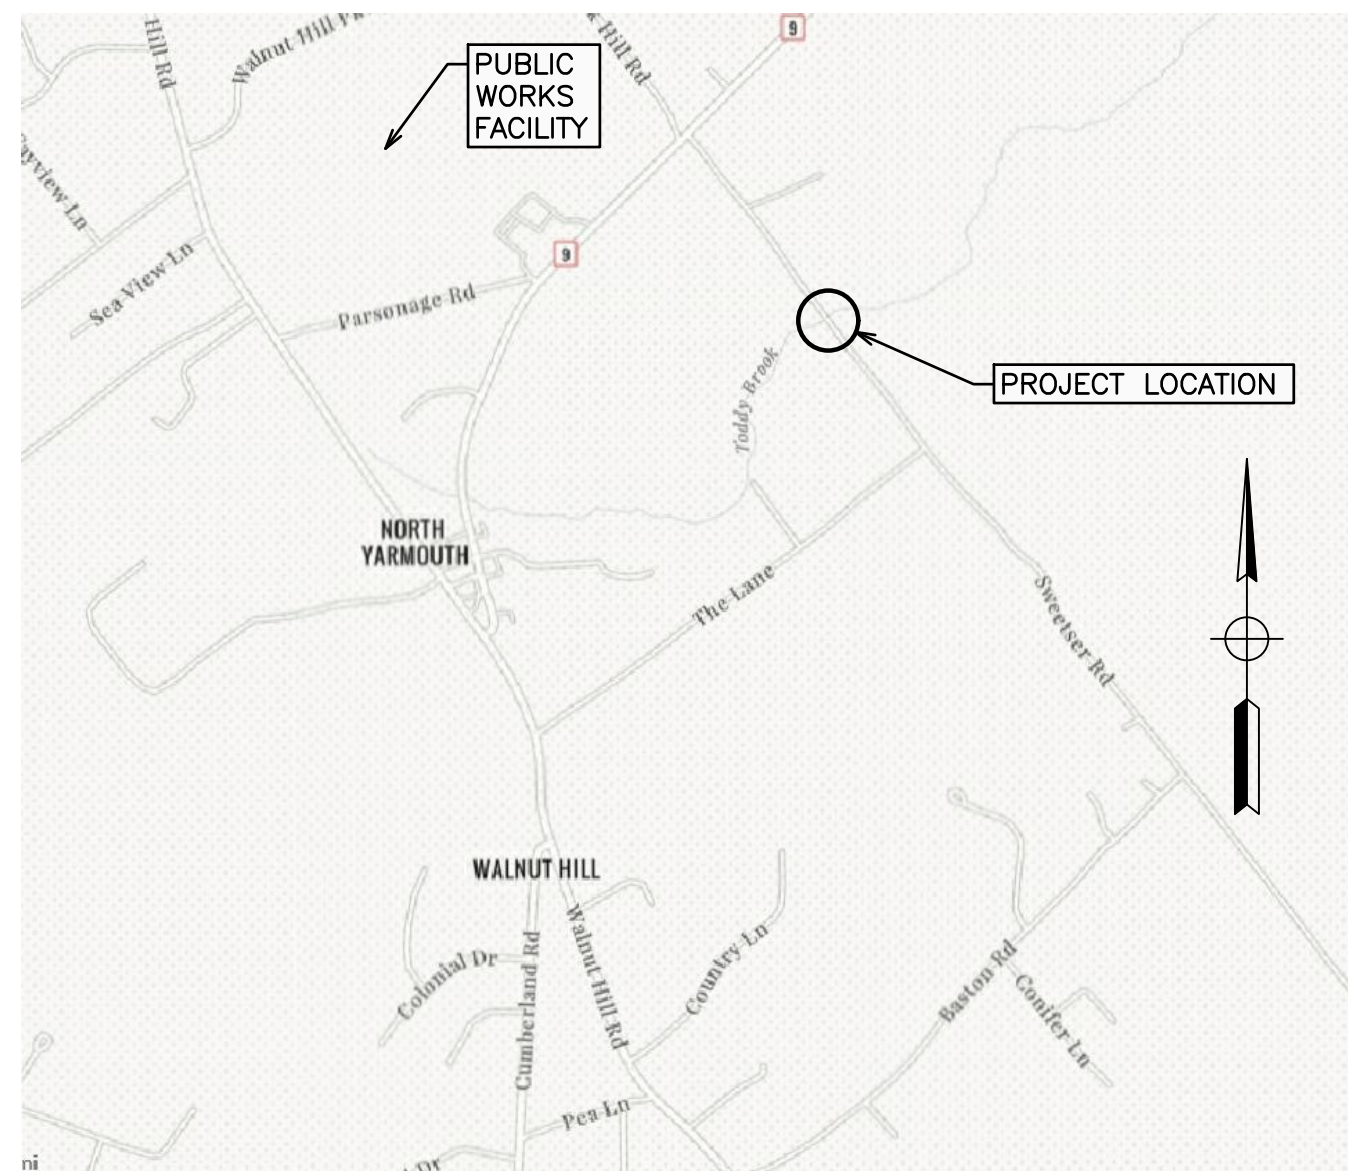 Hill Rd
Walnut Hill
Hill Rd
9
PUBLIC
WORKS
FACILITY
Sea View Ln
9
Parsonage Rd
Toddy Brook
PROJECT LOCATION
NORTH
YARMOUTH
The Lane
Sweetser Rd
WALNUT HILL
Walnut Hill Rd
Cumberland Rd
Colonial Dr
Country Ln
Baston Rd
Conifer Ln
Pea Ln
Dr
mi